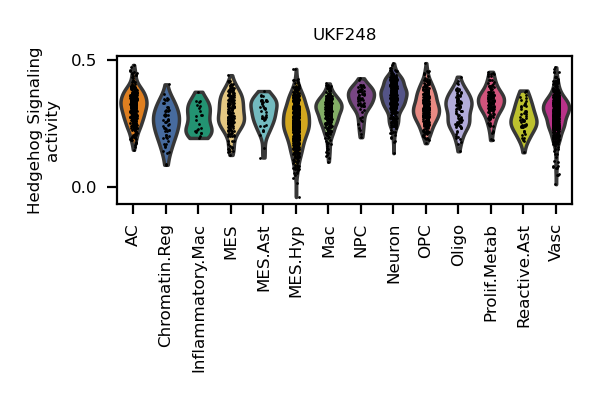 UKF248
Hedgehog Signaling
activity
0.5
0.0
AC
Chromatin.Reg
Inflammatory.Mac
MES
MES.Ast
MES.Hyp
Mac
NPC
Neuron
OPC
Oligo
Prolif.Metab
Reactive.Ast
Vasc